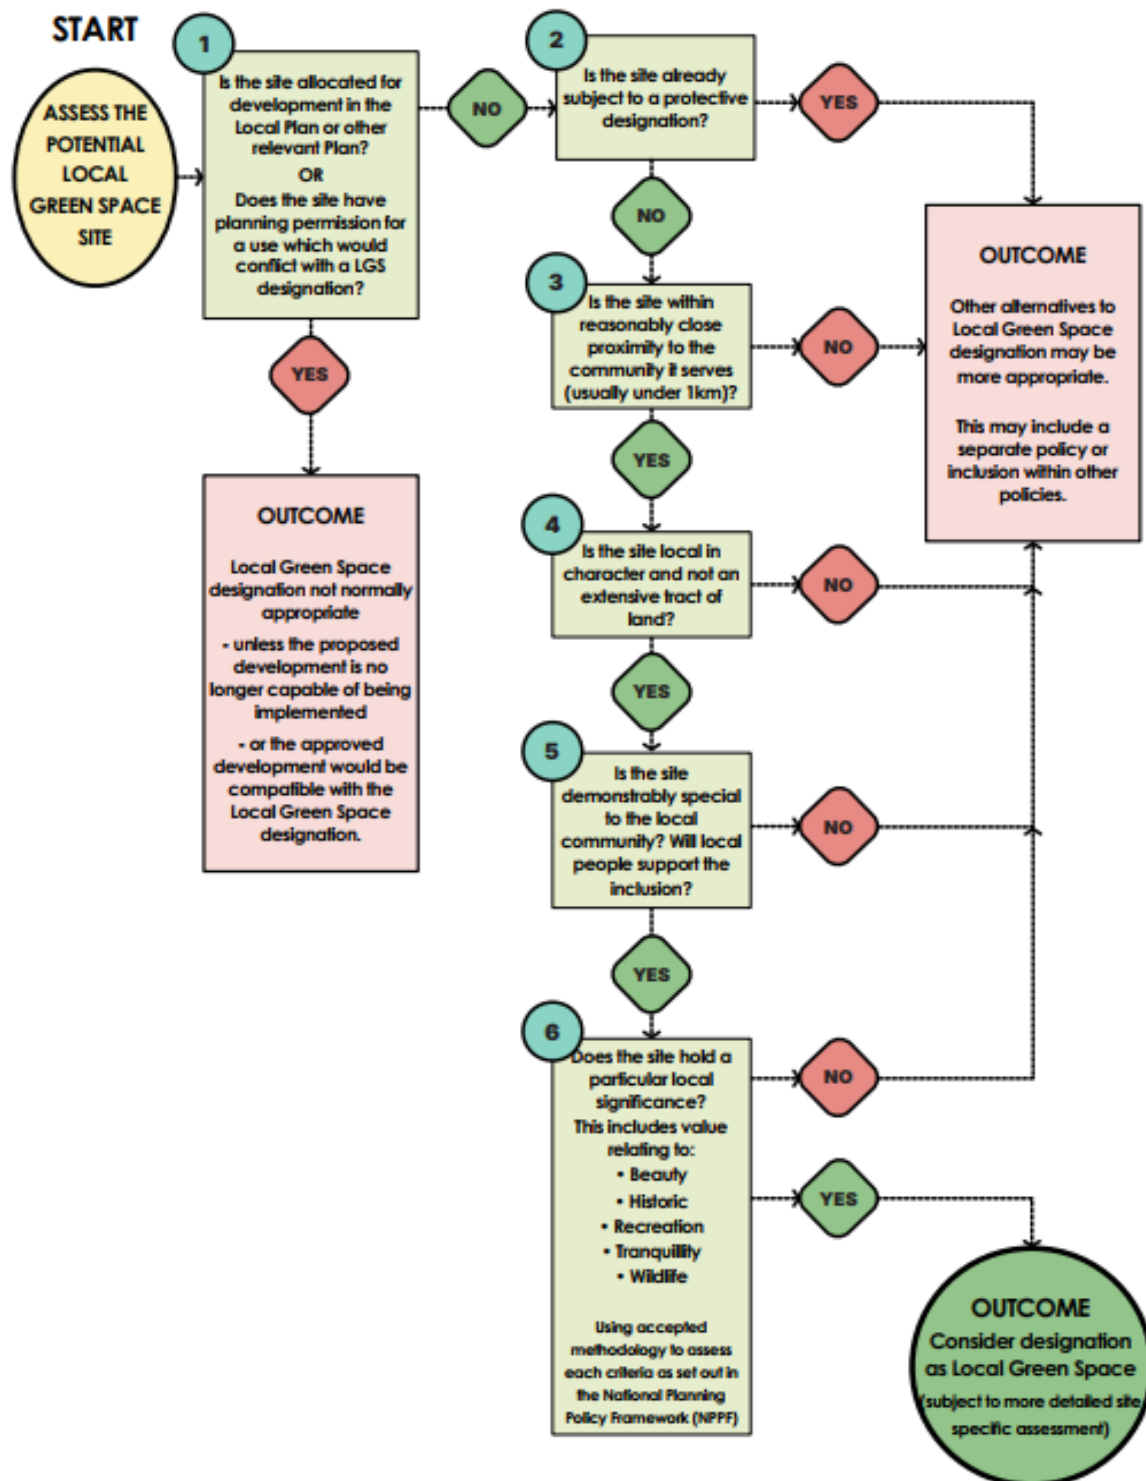 START
ASSESS THE
POTENTIAL
LOCAL
GREEN SPACE
SITE
1
Is the site allocated for
development in the
Local Plan or other
relevant Plan?
OR
Does the site have
planning permission for
a use which would
conflict with a LGS
designation?
NO
YES
OUTCOME
Local Green Space
designation not normally
appropriate
- unless the proposed
development is no
longer capable of being
implemented
- or the approved
development would be
compatible with the
Local Green Space
designation.
2
Is the site already
subject to a protective
designation?
YES
NO
3
Is the site within
reasonably close
proximity to the
community it serves
(usually under 1km)?
NO
YES
4
Is the site local in
character and not an
extensive tract of
land?
NO
YES
5
Is the site
demonstrably special
to the local
community? Will local
people support the
inclusion?
NO
YES
6
Does the site hold a
particular local
significance?
This includes value
relating to:
• Beauty
• Historic
• Recreation
• Tranquillity
• Wildlife
Using accepted
methodology to assess
each criteria as set out in
the National Planning
Policy Framework (NPPF)
NO
YES
OUTCOME
Other alternatives to
Local Green Space
designation may be
more appropriate.
This may include a
separate policy or
inclusion within other
policies.
OUTCOME
Consider designation
as Local Green Space
(subject to more detailed site
specific assessment)